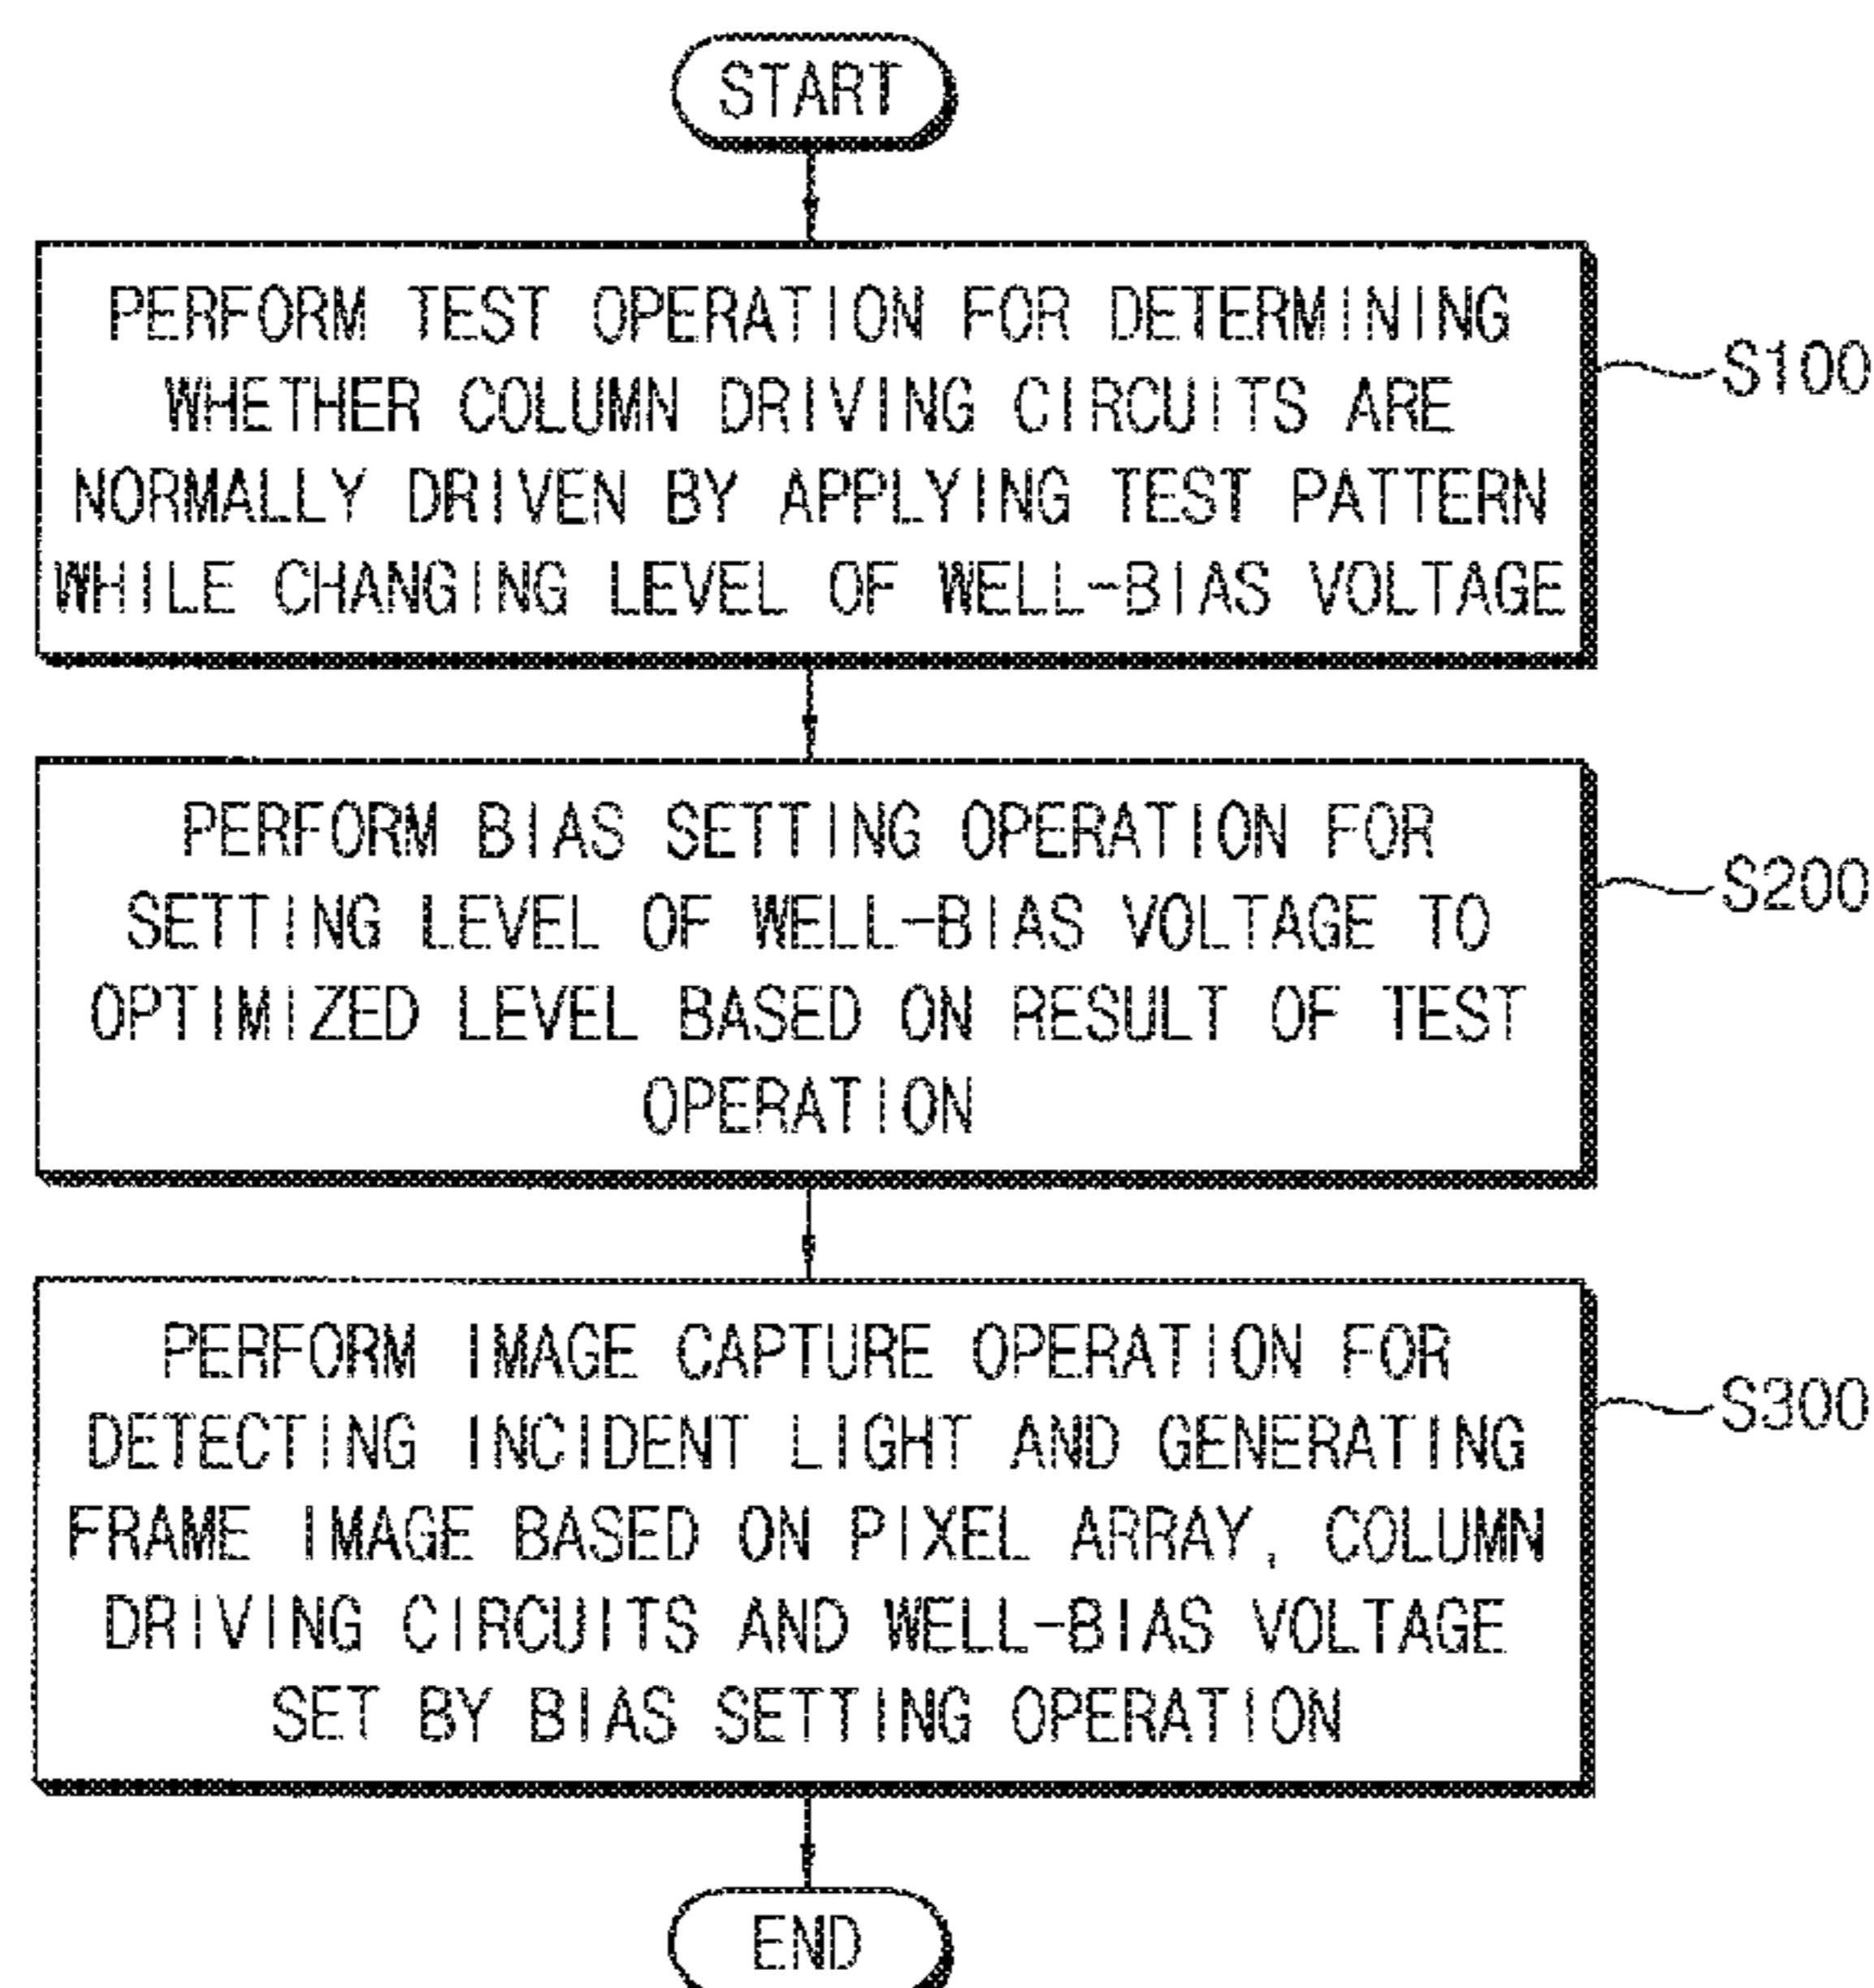 START
PERFORM TEST OPERATION FOR DETERMINING
WHETHER COLUMN DRIVING CIRCUITS ARE
NORMALLY DRIVEN BY APPLYING TEST PATTERN
WHILE CHANGING LEVEL OF WELL-BIAS VOLTAGE
S100
PERFORM BIAS SETTING OPERATION FOR
SETTING LEVEL OF WELL-BIAS VOLTAGE TO
OPTIMIZED LEVEL BASED ON RESULT OF TEST
OPERATION
S200
PERFORM IMAGE CAPTURE OPERATION FOR
DETECTING INCIDENT LIGHT AND GENERATING
FRAME IMAGE BASED ON PIXEL ARRAY, COLUMN
DRIVING CIRCUITS AND WELL-BIAS VOLTAGE
SET BY BIAS SETTING OPERATION
S300
END